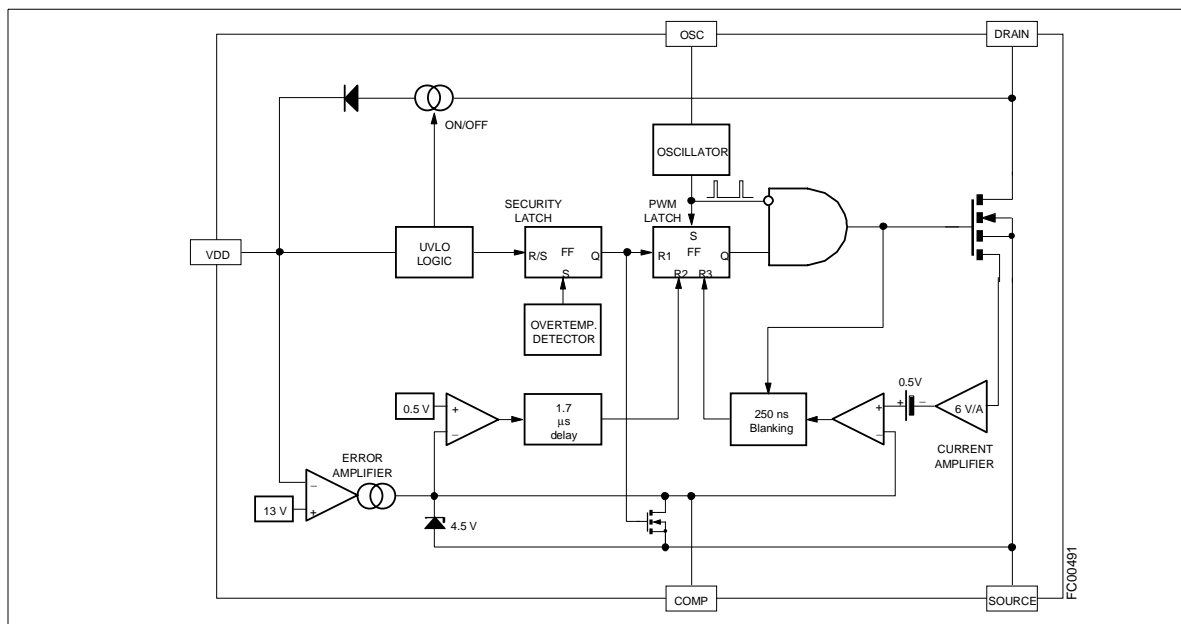 OSC
DRAIN
ON/OFF
OSCILLATOR
SECURITY
LATCH
PWM
LATCH
VDD
UVLO
LOGIC
R/S
FF
Q
S
R1
S
FF
Q
R2
R3
OVERTEMP.
DETECTOR
0.5 V
+
−
1.7
µs
delay
250 ns
Blanking
+
−
0.5V
+
−
6 V/A
CURRENT
AMPLIFIER
ERROR
AMPLIFIER
13 V
−
+
4.5 V
COMP
SOURCE
FC00491